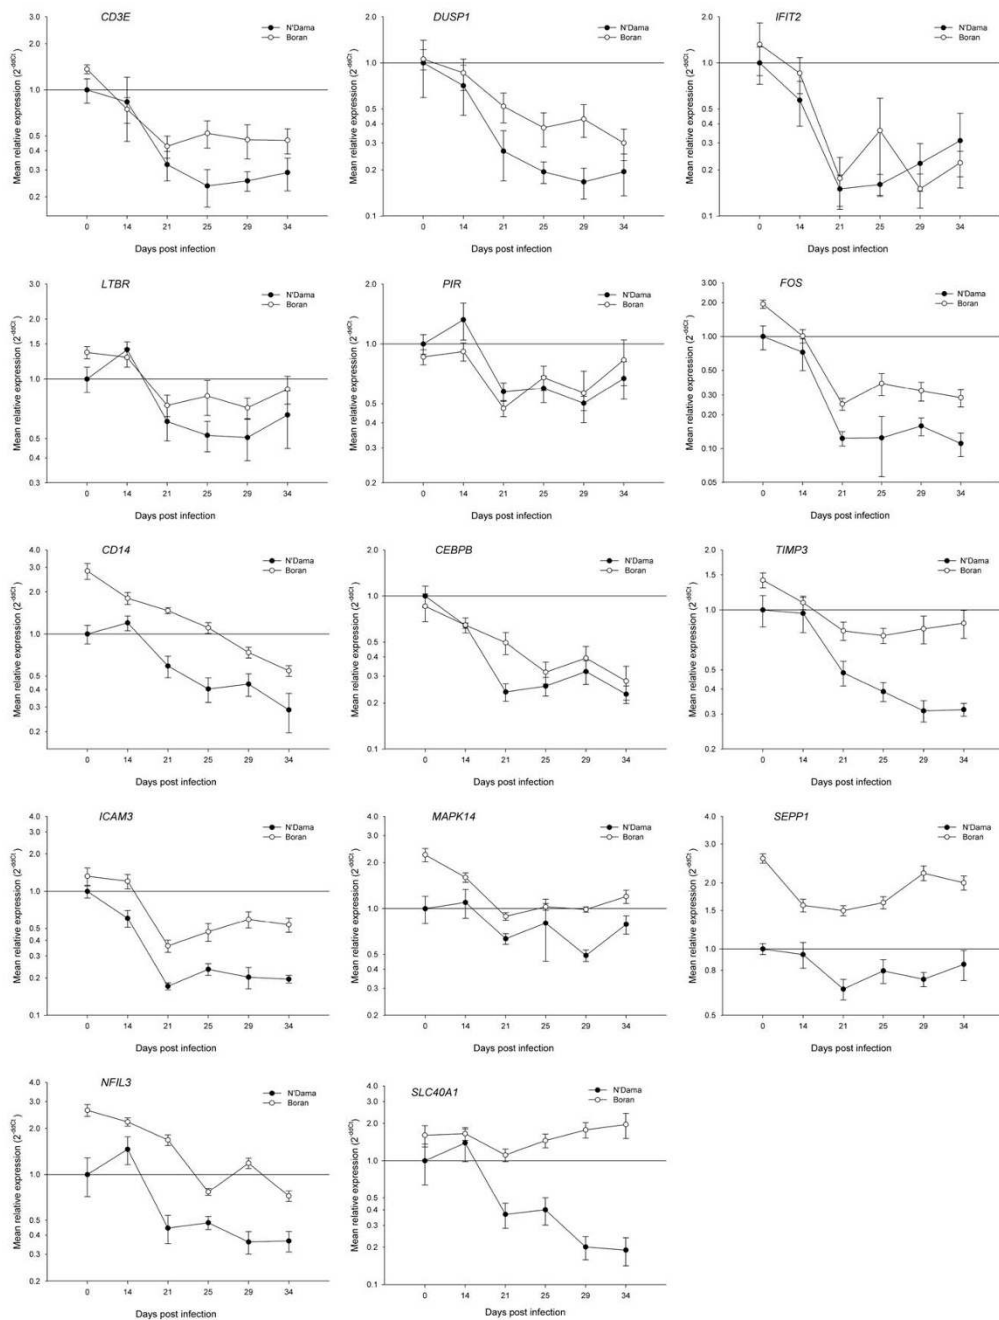 CD3E
N'Dama
Boran
Mean relative expression (2^-ddCt)
3.0
2.0
1.0
0.5
0.3
0.2
0 14 21 25 29 34
Days post infection
DUSP1
N'Dama
Boran
Mean relative expression (2^-ddCt)
2.0
1.0
0.5
0.4
0.3
0.2
0.1
0 14 21 25 29 34
Days post infection
IFIT2
N'Dama
Boran
Mean relative expression (2^-ddCt)
2.0
1.0
0.5
0.4
0.3
0.2
0.1
0 14 21 25 29 34
Days post infection
LTBR
N'Dama
Boran
Mean relative expression (2^-ddCt)
3.0
2.0
1.5
1.0
0.5
0.4
0.3
0 14 21 25 29 34
Days post infection
PIR
N'Dama
Boran
Mean relative expression (2^-ddCt)
2.0
1.0
0.5
0.4
0.3
0.2
0 14 21 25 29 34
Days post infection
FOS
N'Dama
Boran
Mean relative expression (2^-ddCt)
3.00
2.00
1.00
0.30
0.20
0.10
0.05
0 14 21 25 29 34
Days post infection
CD14
N'Dama
Boran
Mean relative expression (2^-ddCt)
4.0
3.0
2.0
1.0
0.5
0.4
0.3
0.2
0 14 21 25 29 34
Days post infection
CEBPB
N'Dama
Boran
Mean relative expression (2^-ddCt)
2.0
1.0
0.5
0.4
0.3
0.2
0.1
0 14 21 25 29 34
Days post infection
TIMP3
N'Dama
Boran
Mean relative expression (2^-ddCt)
2.0
1.5
1.0
0.5
0.4
0.3
0.2
0 14 21 25 29 34
Days post infection
ICAM3
N'Dama
Boran
Mean relative expression (2^-ddCt)
4.0
3.0
2.0
1.0
0.5
0.4
0.3
0.2
0.1
0 14 21 25 29 34
Days post infection
MAPK14
N'Dama
Boran
Mean relative expression (2^-ddCt)
4.0
3.0
2.0
1.0
0.5
0.4
0.3
0.2
0 14 21 25 29 34
Days post infection
SEPP1
N'Dama
Boran
Mean relative expression (2^-ddCt)
4.0
3.0
2.0
1.5
1.0
0.8
0.5
0 14 21 25 29 34
Days post infection
NFIL3
N'Dama
Boran
Mean relative expression (2^-ddCt)
4.0
3.0
2.0
1.0
0.5
0.4
0.3
0.2
0 14 21 25 29 34
Days post infection
SLC40A1
N'Dama
Boran
Mean relative expression (2^-ddCt)
4.0
3.0
2.0
1.0
0.5
0.4
0.3
0.2
0.1
0 14 21 25 29 34
Days post infection